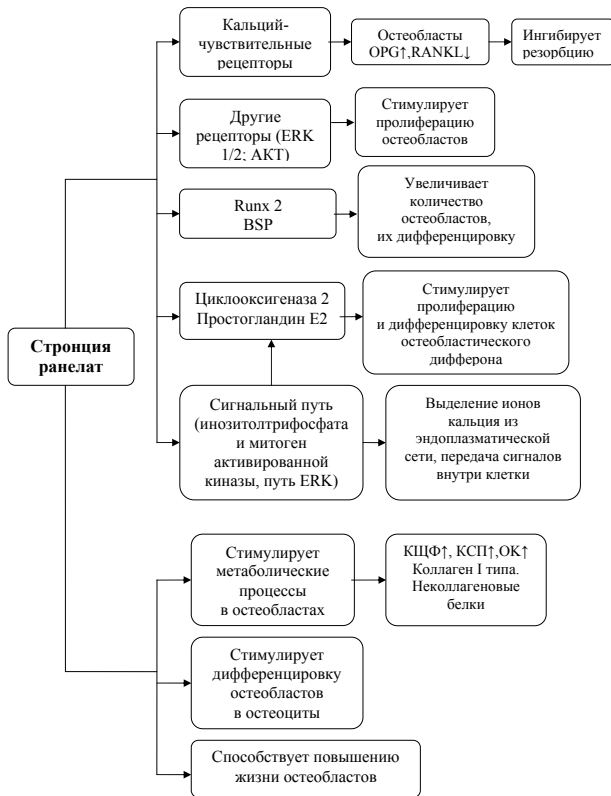 Кальций-
чувствительные
рецепторы
Остеобласты
OPG↑,RANKL↓
Ингибирует
резорбцию
Другие
рецепторы (ERK
1/2; АКТ)
Стимулирует
пролиферацию
остеобластов
Runx 2
BSP
Увеличивает
количество
остеобластов,
их дифференцировку
Циклооксигеназа 2
Простогландин Е2
Стимулирует
пролиферацию
и дифференцировку клеток
остеобластического
дифферона
Стронция
ранелат
Сигнальный путь
(инозитолтрифосфата
и митоген
активированной
киназы, путь ERK)
Выделение ионов
кальция из
эндоплазматической
сети, передача сигналов
внутри клетки
Стимулирует
метаболические
процессы
в остеобластах
КЩФ↑, КСП↑,ОК↑
Коллаген I типа.
Неколлагеновые
белки
Стимулирует
дифференцировку
остеобластов
в остеоциты
Способствует повышению
жизни остеобластов